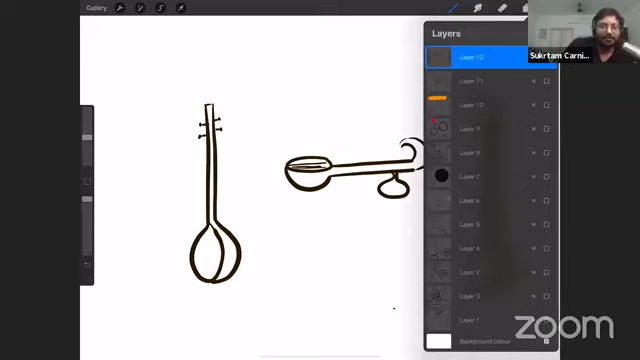 Gallery
Layers
Layer 12
Layer 11
Layer 10
Layer 9
Layer 8
Layer 7
Layer 6
Layer 5
Layer 4
Layer 2
Layer 3
Layer 1
Background colour
Sukrtam Carni...
zoom